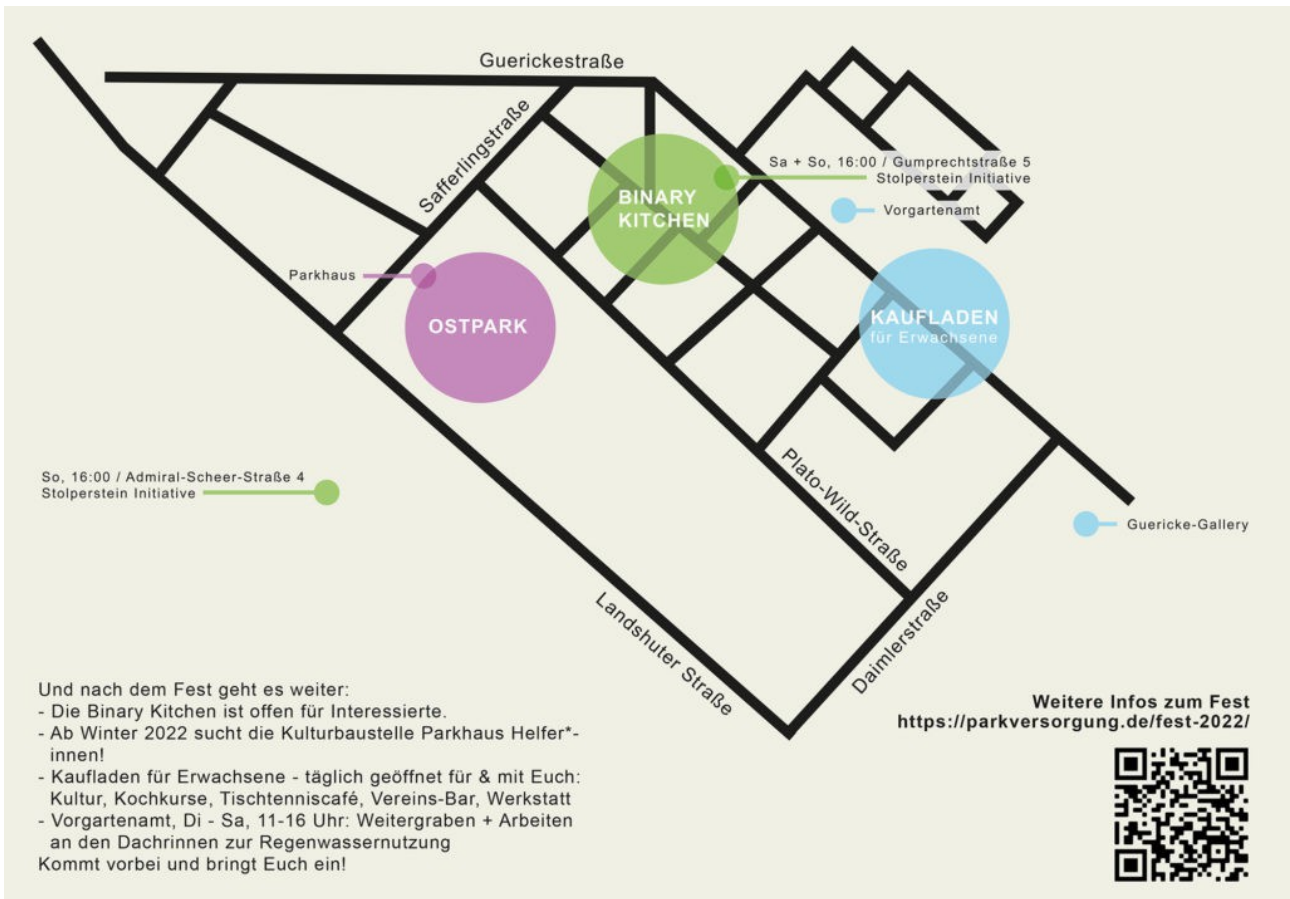 Guerickestraße
Safferlingstraße
Sa + So, 16:00 / Gumprechtstraße 5
Stolperstein Initiative
BINARY
KITCHEN
Vorgartenamt
Parkhaus
OSTPARK
KAUFLADEN
für Erwachsene
So, 16:00 / Admiral-Scheer-Straße 4
Stolperstein Initiative
Plato-Wild-Straße
Guericke-Gallery
Landshuter Straße
Daimlerstraße
Und nach dem Fest geht es weiter:
- Die Binary Kitchen ist offen für Interessierte.
- Ab Winter 2022 sucht die Kulturbaustelle Parkhaus Helfer*-
innen!
- Kaufladen für Erwachsene - täglich geöffnet für & mit Euch:
Kultur, Kochkurse, Tischtenniscafé, Vereins-Bar, Werkstatt
- Vorgartenamt, Di - Sa, 11-16 Uhr: Weitergraben + Arbeiten
an den Dachrinnen zur Regenwassernutzung
Kommt vorbei und bringt Euch ein!
Weitere Infos zum Fest
https://parkversorgung.de/fest-2022/